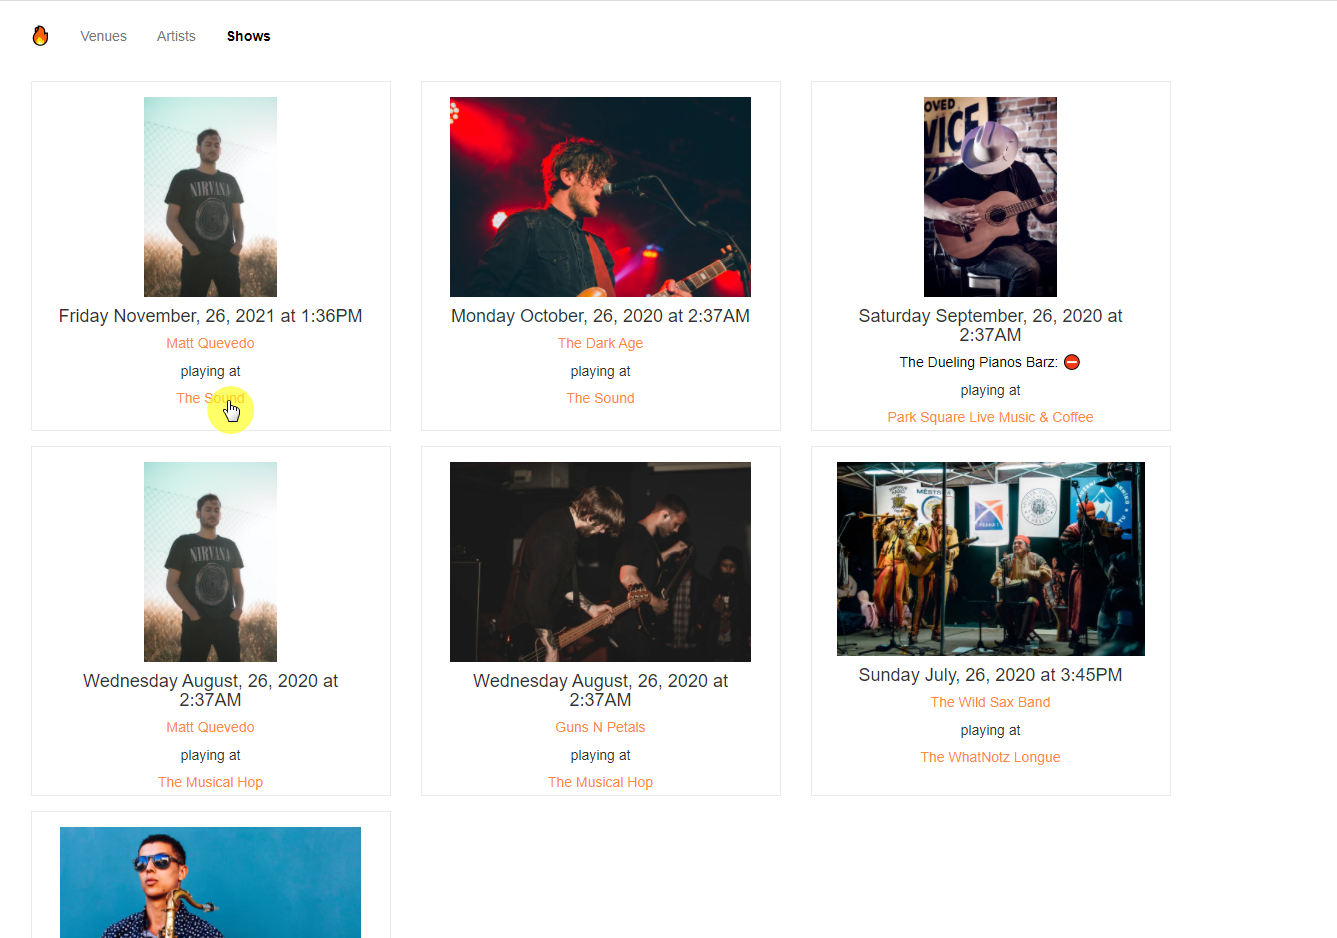 Venues Artists Shows
NIRVANA
Friday November, 26, 2021 at 1:36PM
Matt Quevedo
playing at
The Sound
Monday October, 26, 2020 at 2:37AM
The Dark Age
playing at
The Sound
OVED
VICE
Saturday September, 26, 2020 at
2:37AM
The Dueling Pianos Barz:
playing at
Park Square Live Music & Coffee
NIRVANA
Wednesday August, 26, 2020 at
2:37AM
Matt Quevedo
playing at
The Musical Hop
Wednesday August, 26, 2020 at
2:37AM
Guns N Petals
playing at
The Musical Hop
Sunday July, 26, 2020 at 3:45PM
The Wild Sax Band
playing at
The WhatNotz Longue